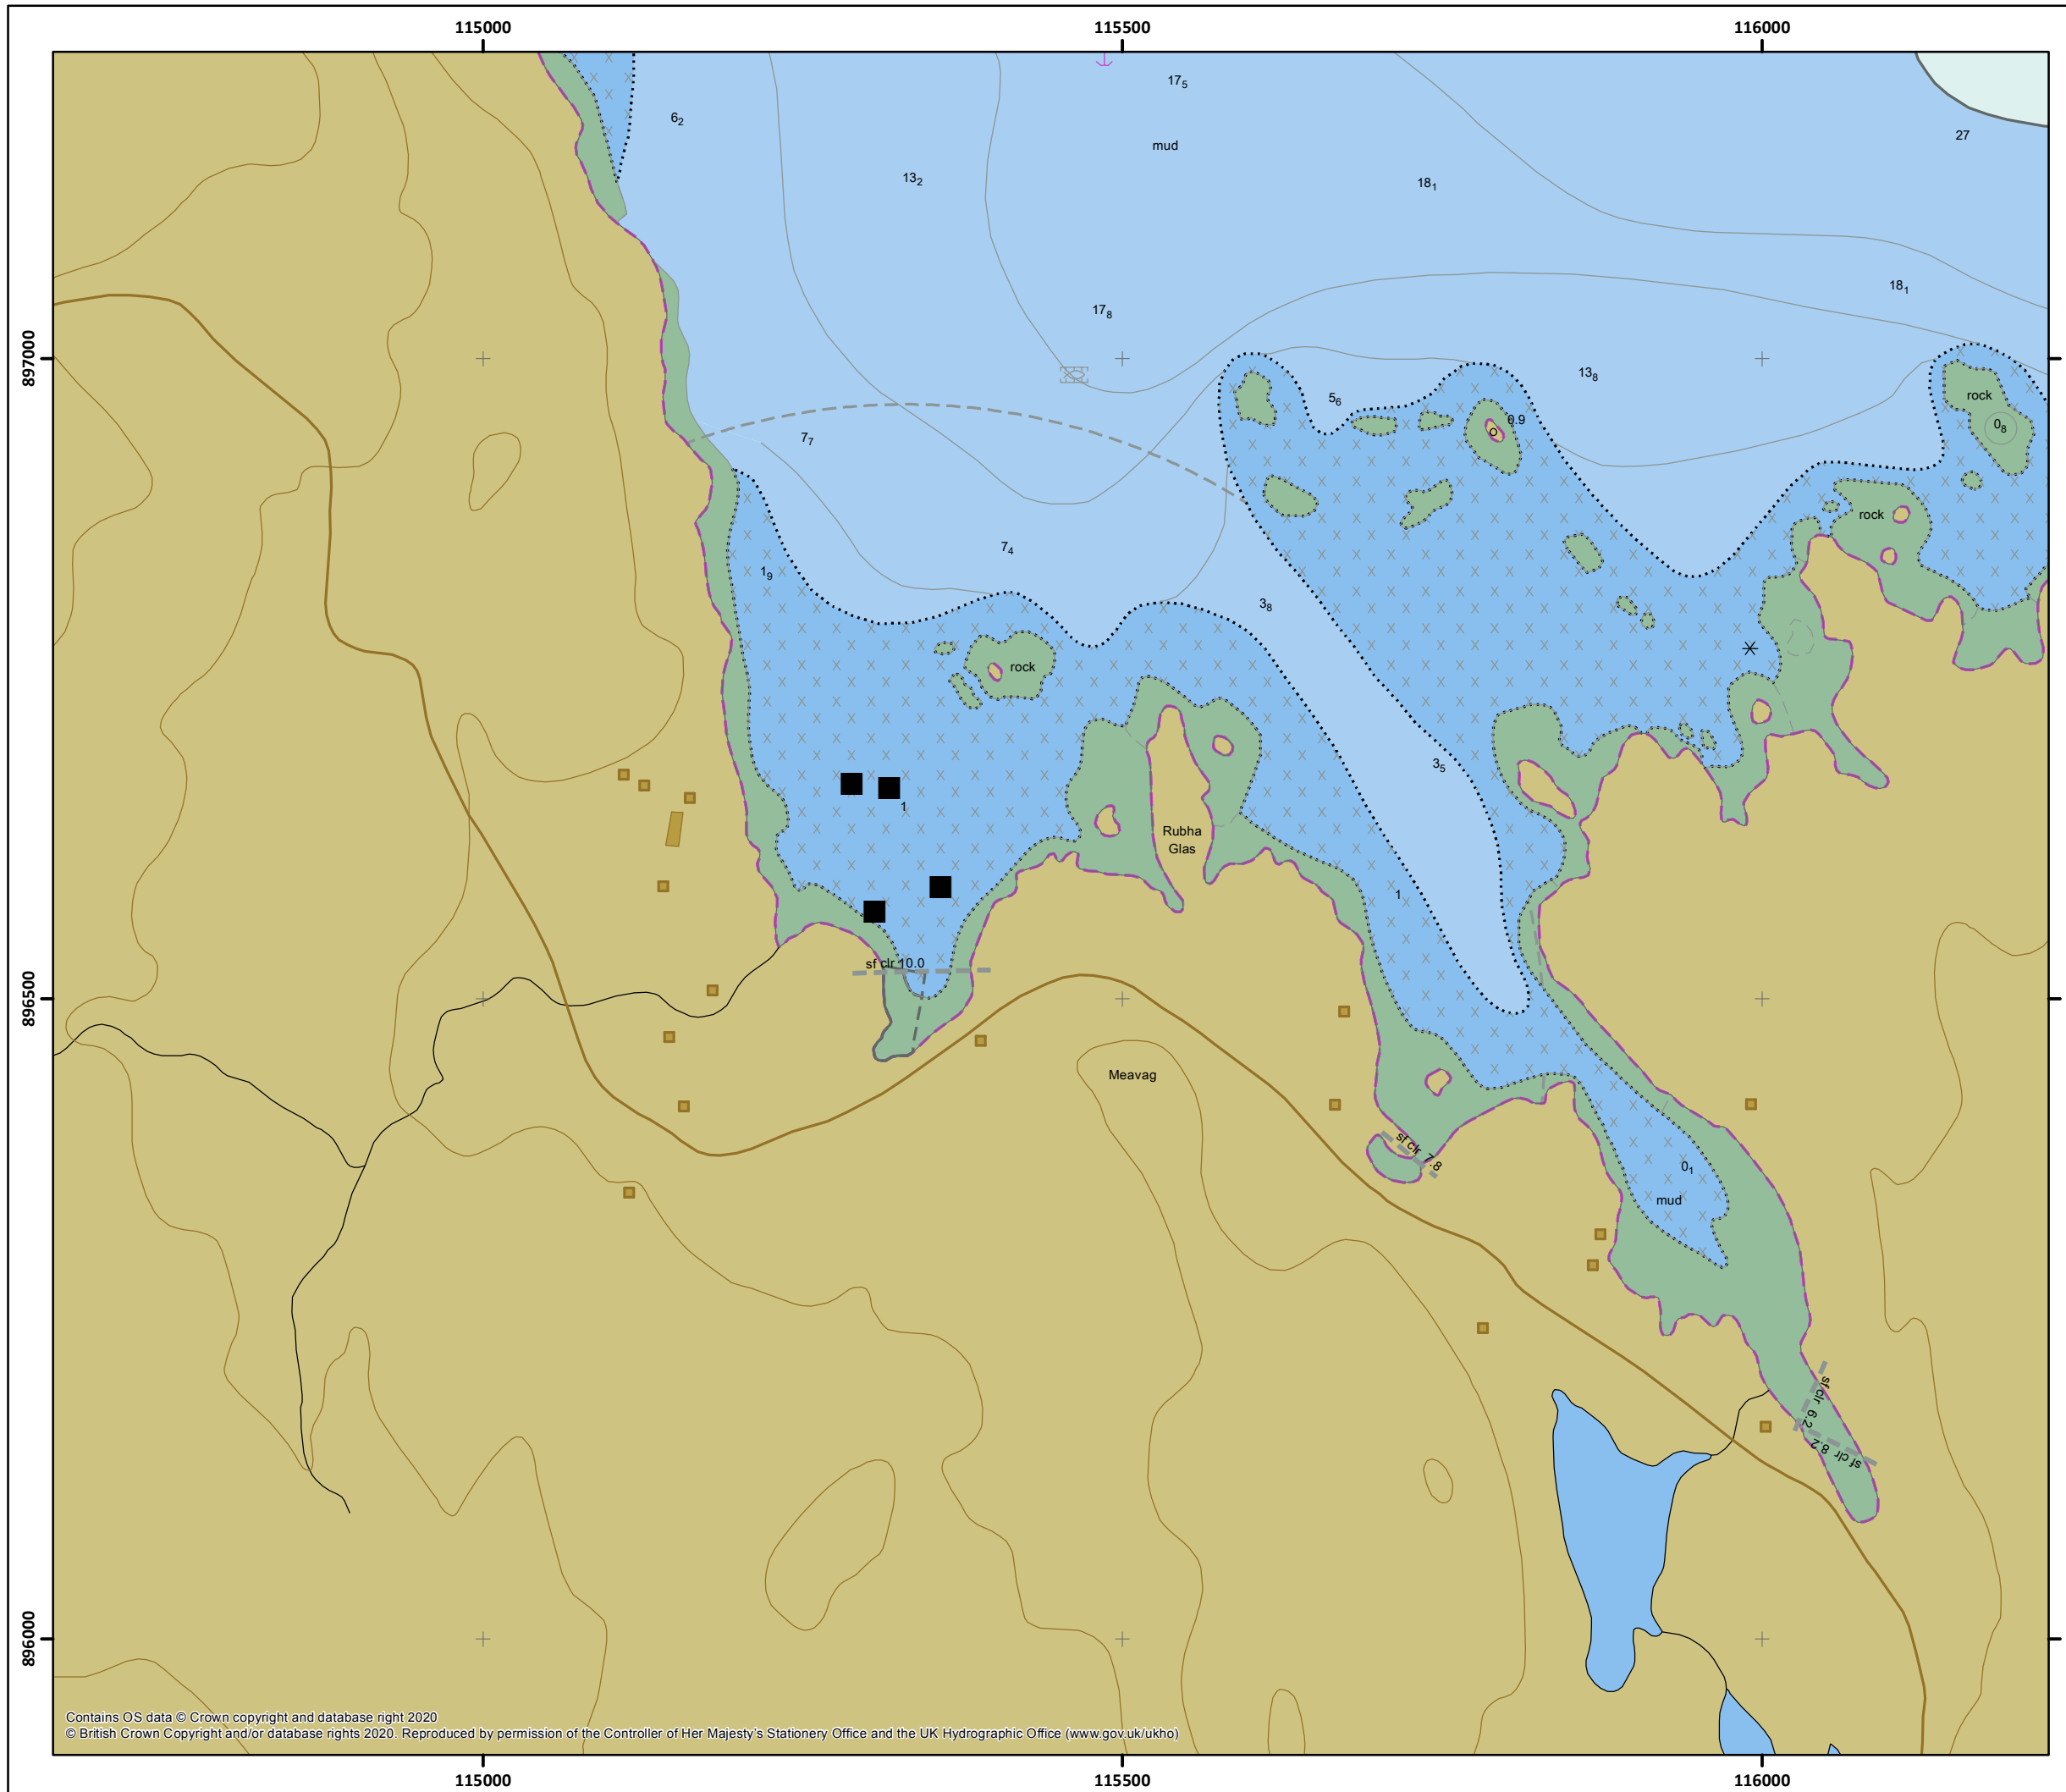 115000 115500 116000
17₅
6₂
27
mud
13₂
18₁
18₁
17₈
897000
13₈
rock
5₆
0.9
0₈
7₇
rock
7₄
1₉
3₈
rock
3₅
1
Rubha
Glas
1
sf clr 10.0
896500
Meavag
sf clr 7.8
0₁
mud
sf clr 6.2
sf clr 8.2
896000
Contains OS data © Crown copyright and database right 2020
© British Crown Copyright and/or database rights 2020. Reproduced by permission of the Controller of Her Majesty's Stationery Office and the UK Hydrographic Office (www.gov.uk/ukho)
115000 115500 116000